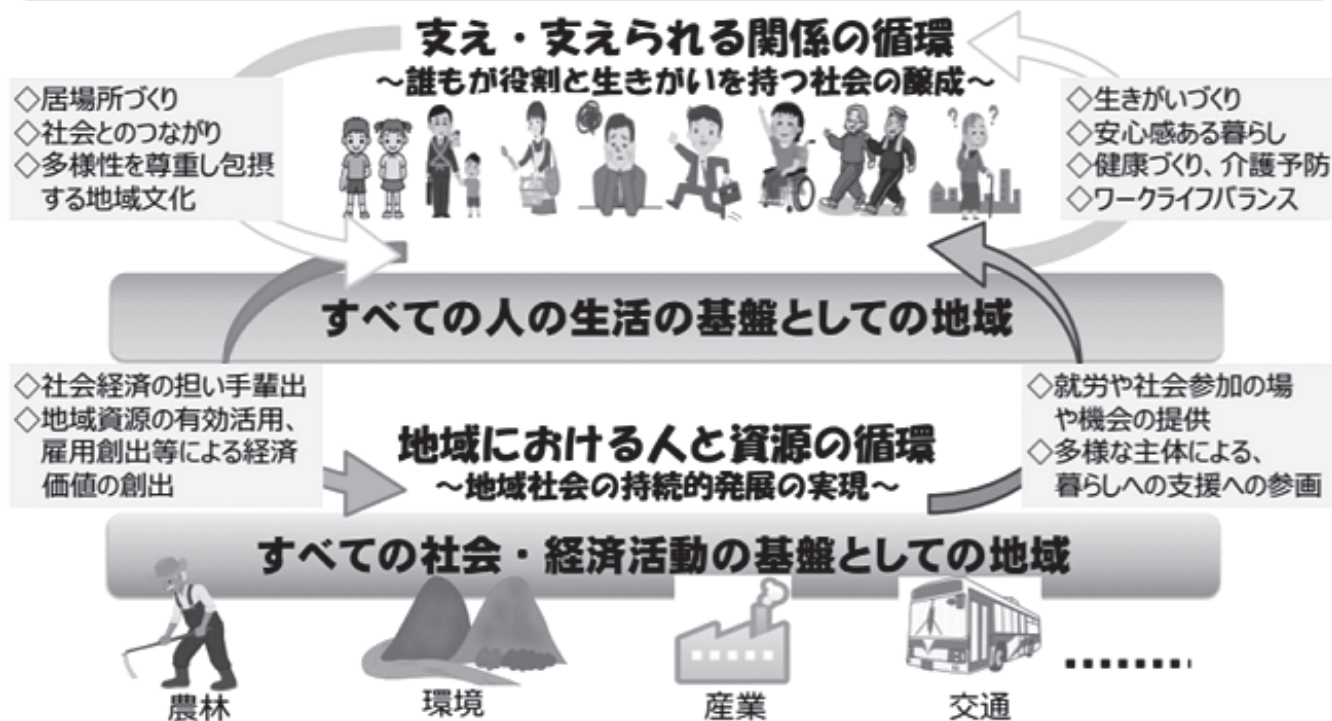 支え・支えられる関係の循環
~誰もが役割と生きがいを持つ社会の醸成~
◇居場所づくり
◇社会とのつながり
◇多様性を尊重し包摂
する地域文化
◇生きがいづくり
◇安心感ある暮らし
◇健康づくり、介護予防
◇ワークライフバランス
? ?
すべての人の生活の基盤としての地域
◇社会経済の担い手輩出
◇地域資源の有効活用、
雇用創出等による経済
価値の創出
地域における人と資源の循環
~地域社会の持続的発展の実現~
◇就労や社会参加の場
や機会の提供
◇多様な主体による、
暮らしへの支援への参画
すべての社会・経済活動の基盤としての地域
農林
環境
産業
交通